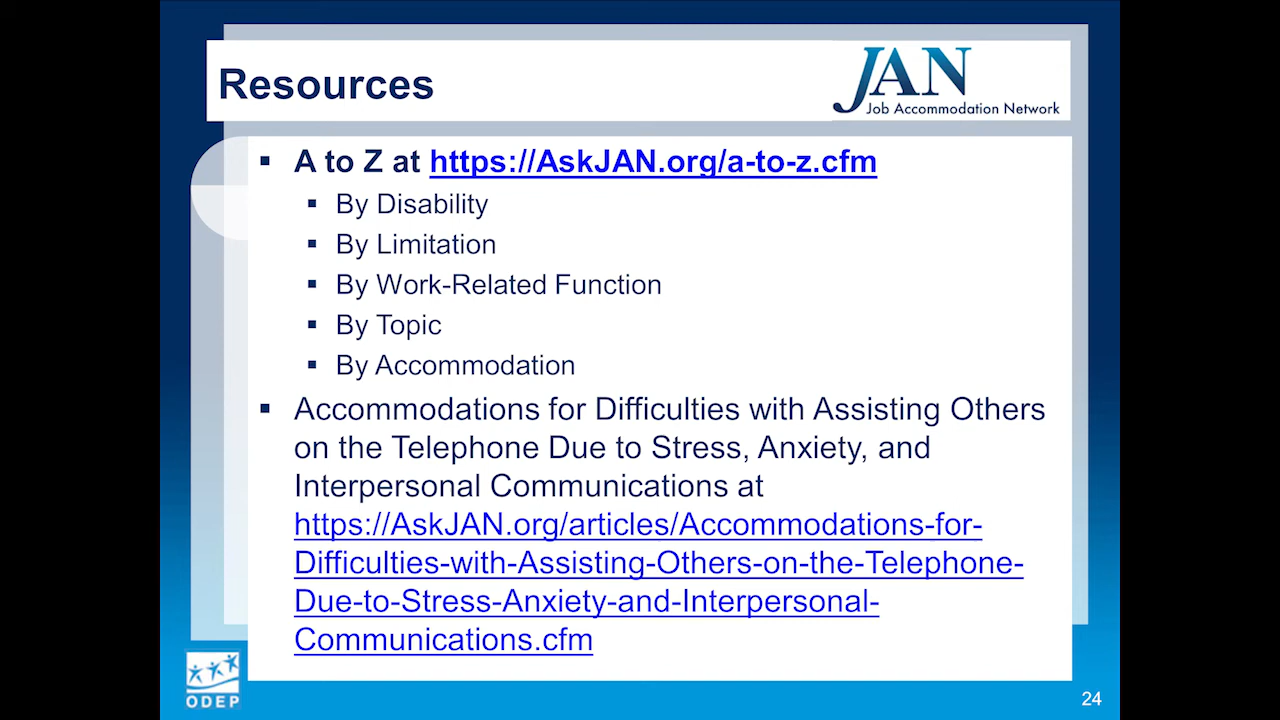 Resources
JAN
Job Accommodation Network
▪ A to Z at https://AskJAN.org/a-to-z.cfm
▪ By Disability
▪ By Limitation
▪ By Work-Related Function
▪ By Topic
▪ By Accommodation
▪ Accommodations for Difficulties with Assisting Others
on the Telephone Due to Stress, Anxiety, and
Interpersonal Communications at
https://AskJAN.org/articles/Accommodations-for-
Difficulties-with-Assisting-Others-on-the-Telephone-
Due-to-Stress-Anxiety-and-Interpersonal-
Communications.cfm
ODEP
24